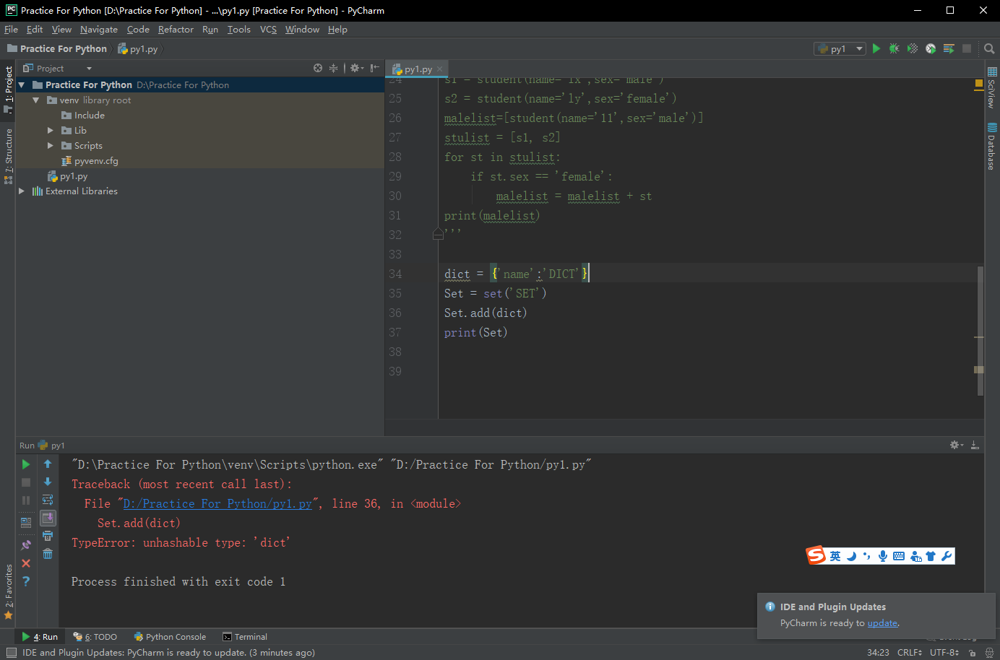 Practice For Python [D:\Practice For Python] - ...\py1.py [Practice For Python] - PyCharm
File Edit View Navigate Code Refactor Run Tools VCS Window Help
Practice For Python py1.py
py1
1: Project
7: Structure
2: Favorites
Project
Practice For Python D:\Practice For Python
venv library root
Include
Lib
Scripts
pyvenv.cfg
py1.py
External Libraries
py1.py
24 s1 = student(name='lx',sex='male')
25 s2 = student(name='ly',sex='female')
26 malelist=[student(name='11',sex='male')]
27 stulist = [s1, s2]
28 for st in stulist:
29 if st.sex == 'female':
30 malelist = malelist + st
31 print(malelist)
32 '''
33
34 dict = {'name':'DICT'}
35 Set = set('SET')
36 Set.add(dict)
37 print(Set)
38
39
SciView
Database
Run py1
"D:\Practice For Python\venv\Scripts\python.exe" "D:/Practice For Python/py1.py"
Traceback (most recent call last):
File "D:/Practice For Python/py1.py", line 36, in <module>
Set.add(dict)
TypeError: unhashable type: 'dict'
Process finished with exit code 1
英
IDE and Plugin Updates
PyCharm is ready to update.
4: Run 6: TODO Python Console Terminal
IDE and Plugin Updates: PyCharm is ready to update. (3 minutes ago) 34:23 CRLF UTF-8